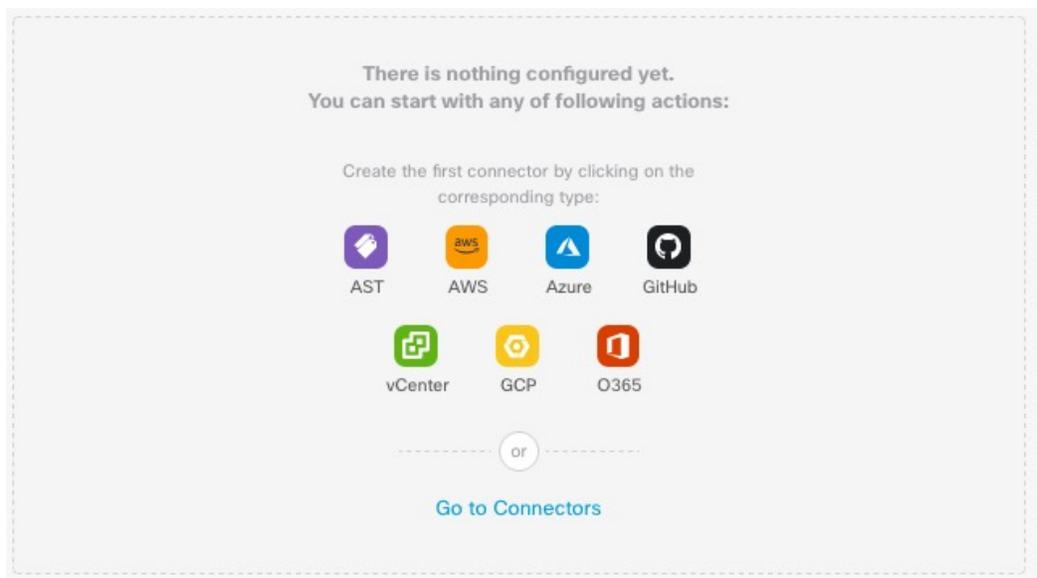 There is nothing configured yet.
You can start with any of following actions:
Create the first connector by clicking on the
corresponding type:
aws
AST AWS Azure GitHub
vCenter GCP O365
or
Go to Connectors